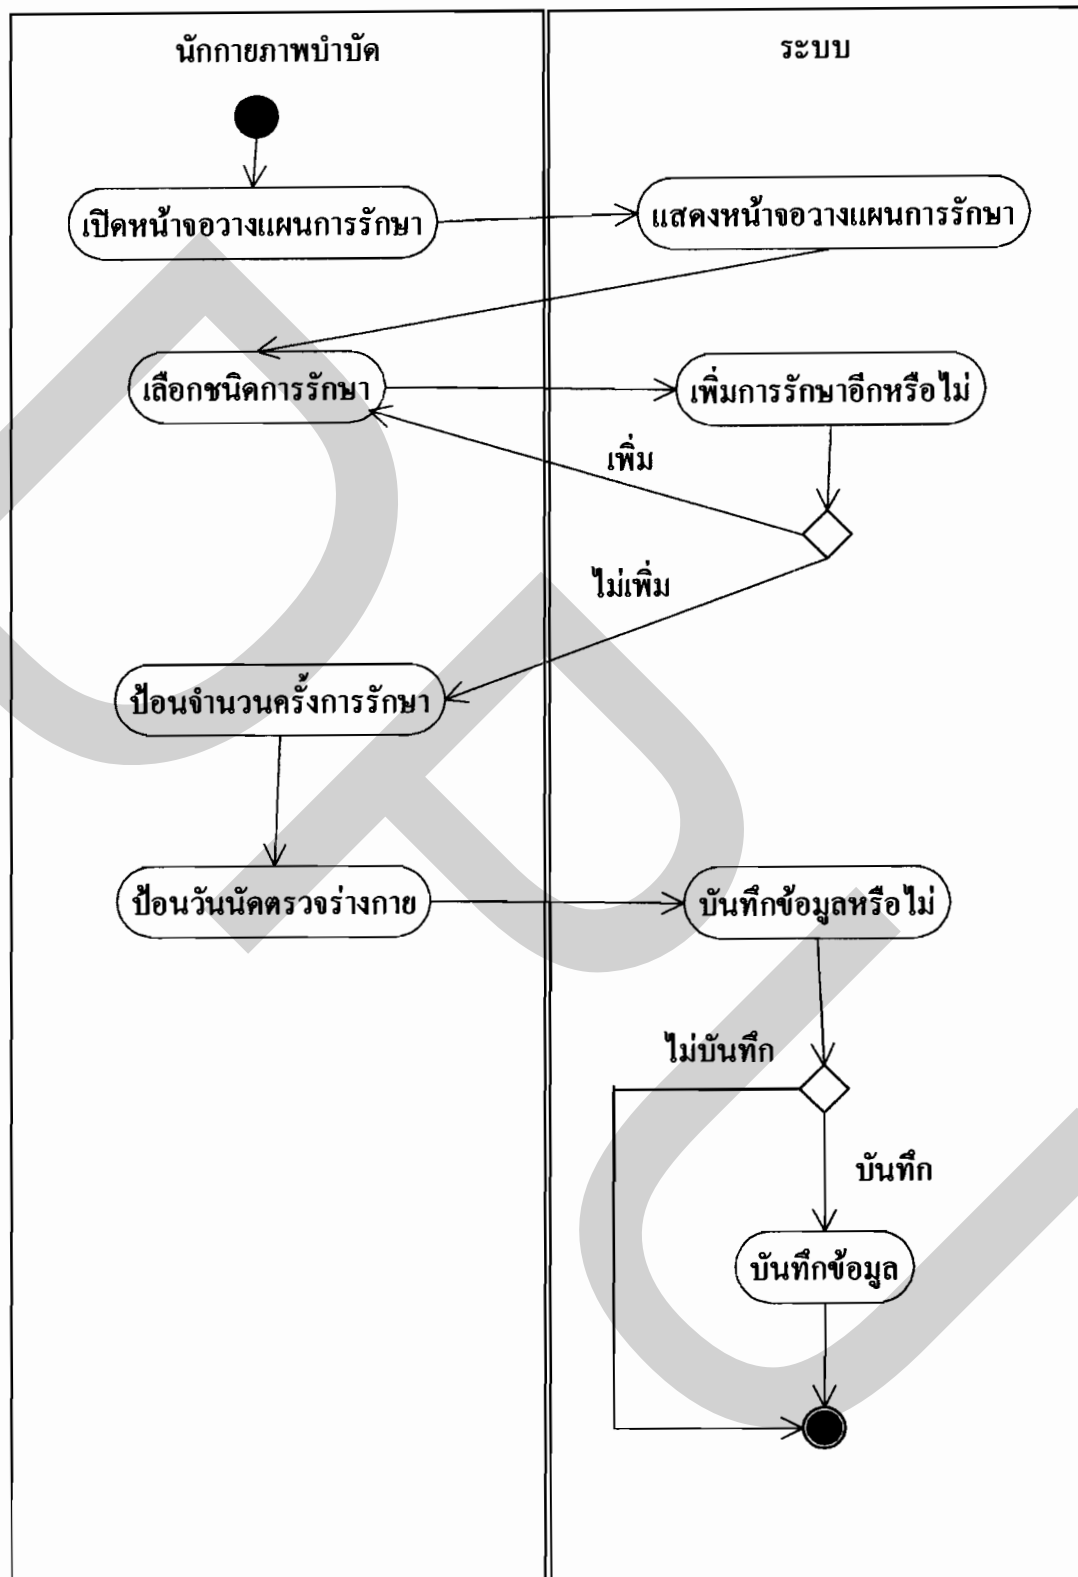 นักกายภาพบำบัด
ระบบ
เปิดหน้าจอวางแผนการรักษา
แสดงหน้าจอวางแผนการรักษา
เลือกชนิดการรักษา
เพิ่มการรักษาอีกหรือไม่
เพิ่ม
ไม่เพิ่ม
ป้อนจำนวนครั้งการรักษา
ป้อนวันนัดตรวจร่างกาย
บันทึกข้อมูลหรือไม่
ไม่บันทึก
บันทึก
บันทึกข้อมูล
DPU